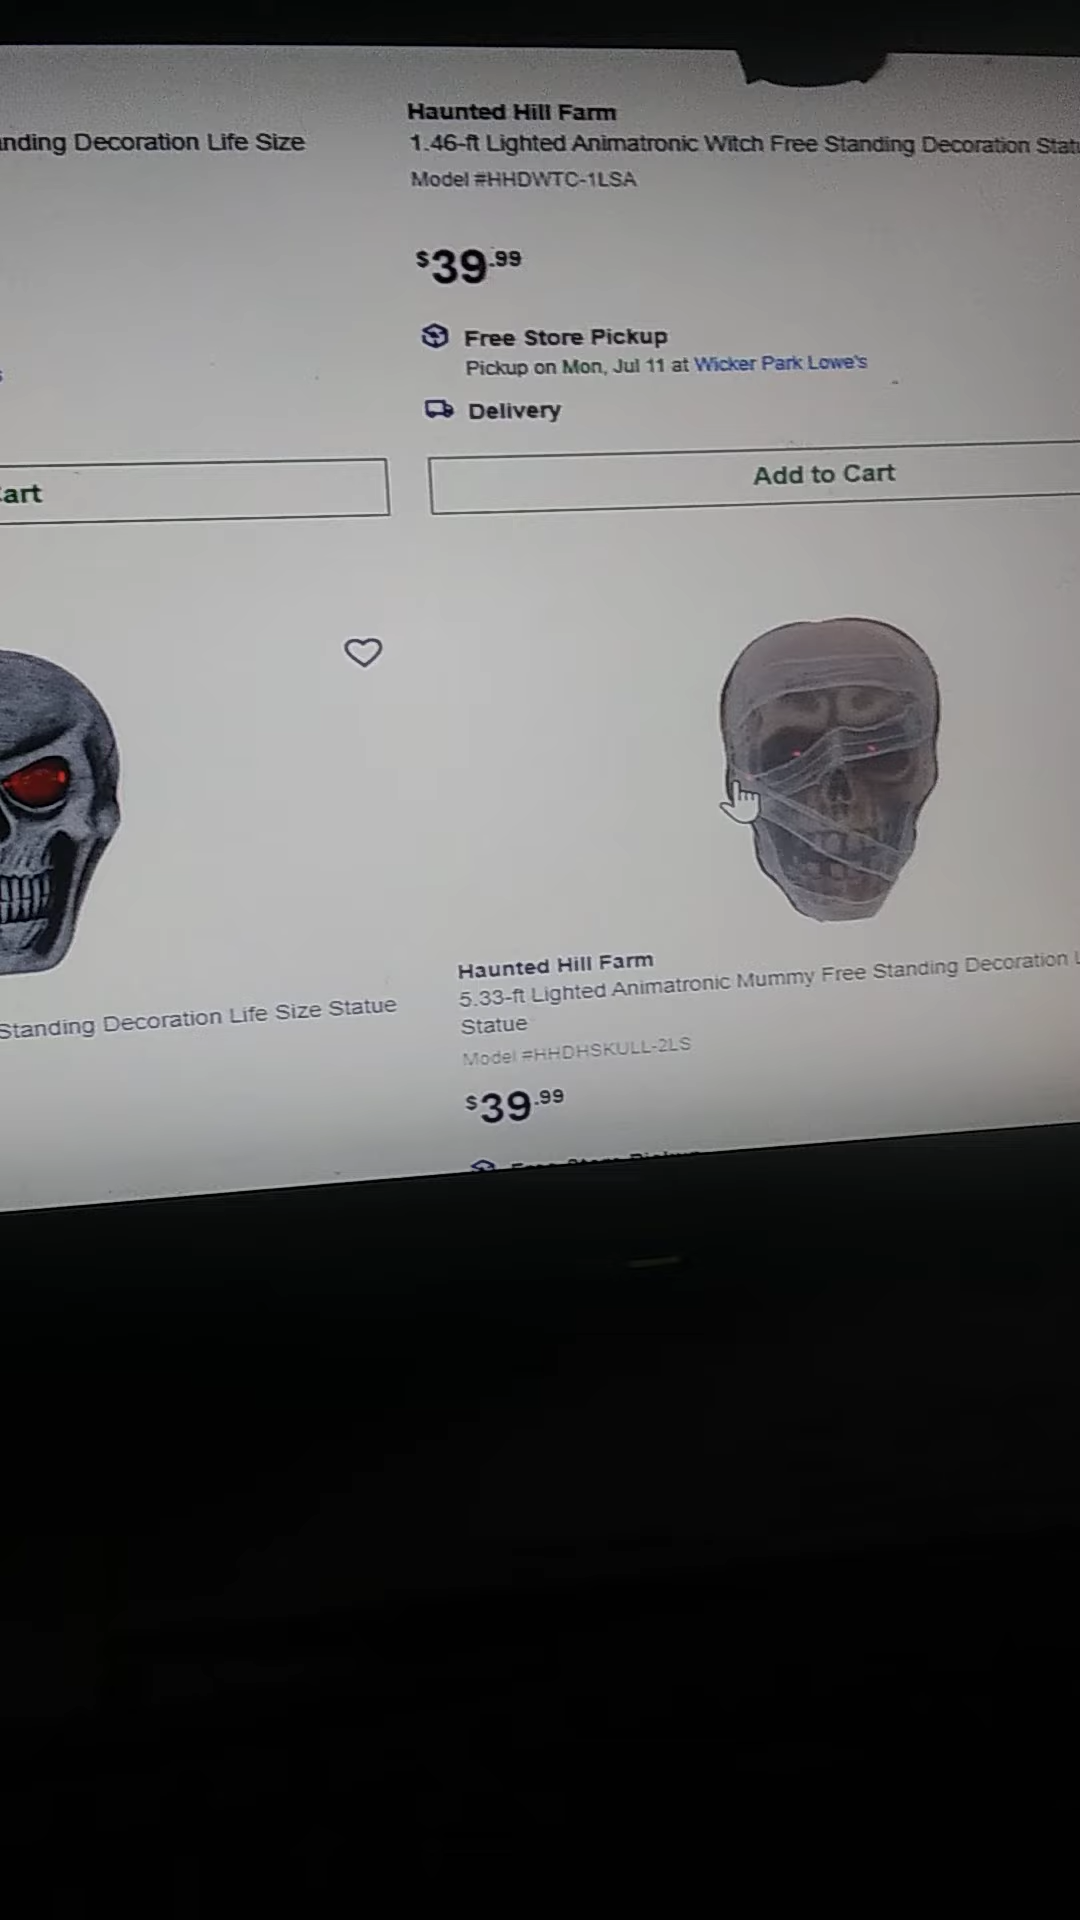 Haunted Hill Farm
nding Decoration Life Size
1.46-ft Lighted Animatronic Witch Free Standing Decoration Statu
Model #HHDWTC-1LSA
$39.99
Free Store Pickup
Pickup on Mon, Jul 11 at Wicker Park Lowe's
Delivery
art
Add to Cart
Standing Decoration Life Size Statue
Haunted Hill Farm
5.33-ft Lighted Animatronic Mummy Free Standing Decoration L
Statue
Model #HHDHSKULL-2LS
$39.99